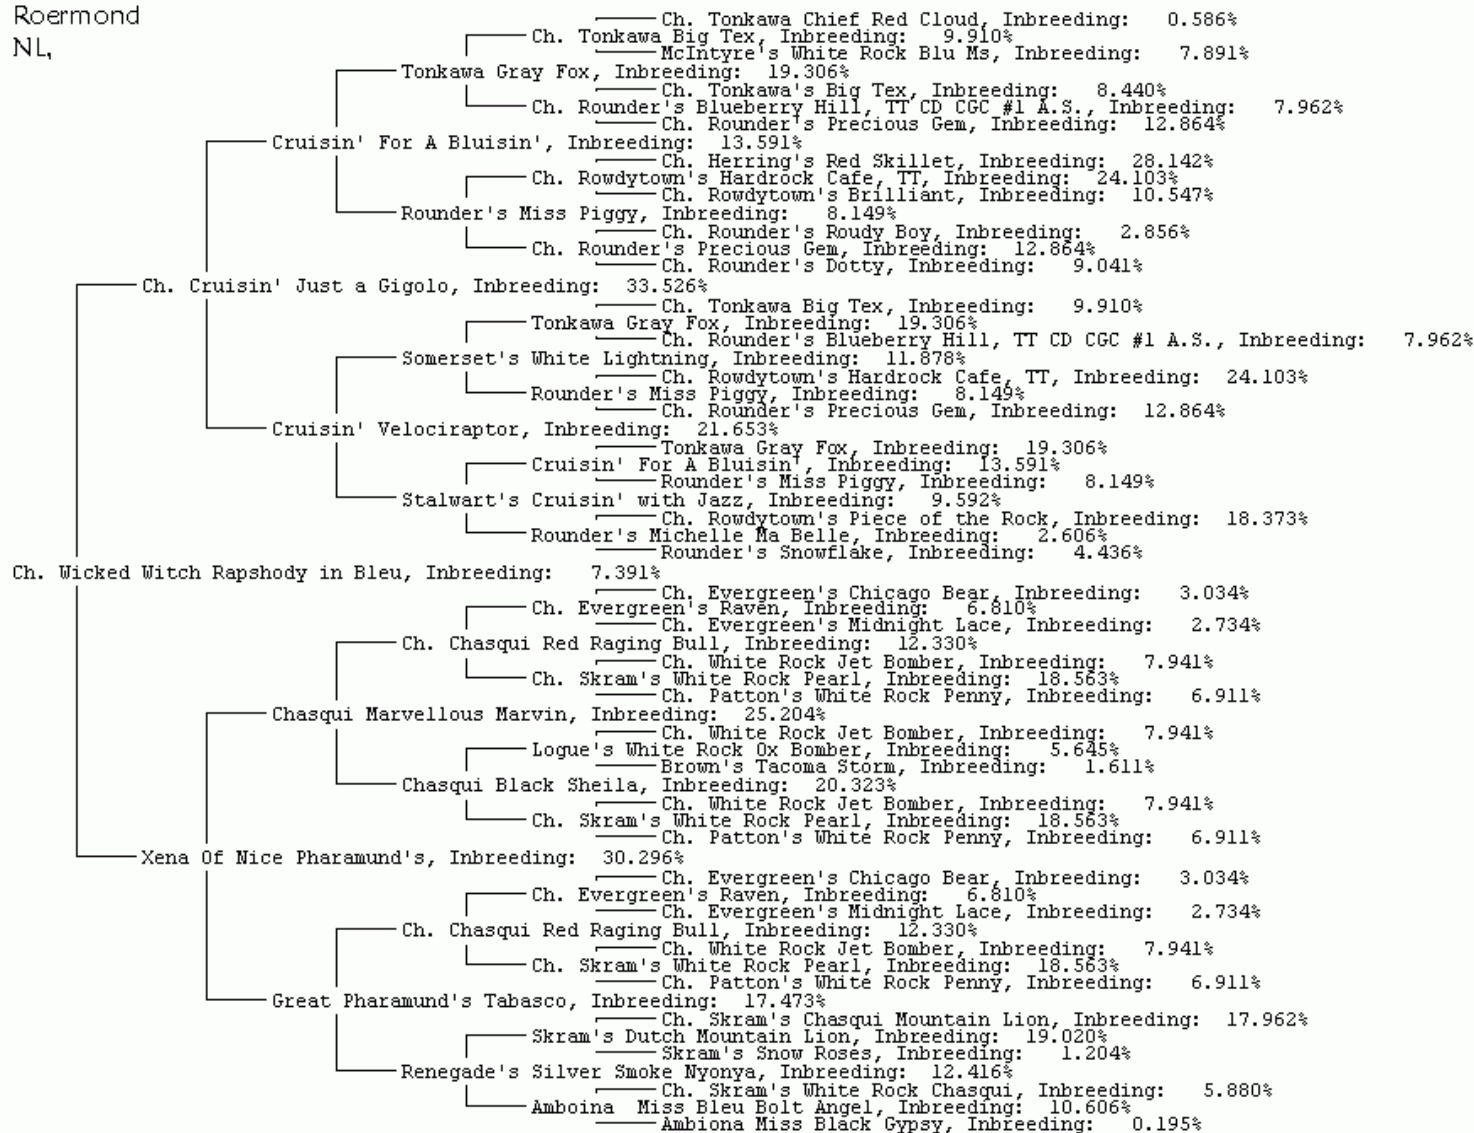 Roermond
NL,
Ch. Tonkawa Chief Red Cloud, Inbreeding: 0.586%
Ch. Tonkawa Big Tex, Inbreeding: 9.910%
McIntyre's White Rock Blu Ms, Inbreeding: 7.891%
Tonkawa Gray Fox, Inbreeding: 19.306%
Ch. Tonkawa's Big Tex, Inbreeding: 8.440%
Ch. Rounder's Blueberry Hill, TT CD CGC #1 A.S., Inbreeding: 7.962%
Ch. Rounder's Precious Gem, Inbreeding: 12.864%
Cruisin' For A Bluisin', Inbreeding: 13.591%
Ch. Herring's Red Skillet, Inbreeding: 28.142%
Ch. Rowdytown's Hardrock Cafe, TT, Inbreeding: 24.103%
Ch. Rowdytown's Brilliant, Inbreeding: 10.547%
Rounder's Miss Piggy, Inbreeding: 8.149%
Ch. Rounder's Roudy Boy, Inbreeding: 2.856%
Ch. Rounder's Precious Gem, Inbreeding: 12.864%
Ch. Rounder's Dotty, Inbreeding: 9.041%
Ch. Cruisin' Just a Gigolo, Inbreeding: 33.526%
Ch. Tonkawa Big Tex, Inbreeding: 9.910%
Tonkawa Gray Fox, Inbreeding: 19.306%
Ch. Rounder's Blueberry Hill, TT CD CGC #1 A.S., Inbreeding: 7.962%
Somerset's White Lightning, Inbreeding: 11.878%
Ch. Rowdytown's Hardrock Cafe, TT, Inbreeding: 24.103%
Rounder's Miss Piggy, Inbreeding: 8.149%
Ch. Rounder's Precious Gem, Inbreeding: 12.864%
Cruisin' Velociraptor, Inbreeding: 21.653%
Tonkawa Gray Fox, Inbreeding: 19.306%
Cruisin' For A Bluisin', Inbreeding: 13.591%
Rounder's Miss Piggy, Inbreeding: 8.149%
Stalwart's Cruisin' with Jazz, Inbreeding: 9.592%
Ch. Rowdytown's Piece of the Rock, Inbreeding: 18.373%
Rounder's Michelle Ma Belle, Inbreeding: 2.606%
Rounder's Snowflake, Inbreeding: 4.436%
Ch. Wicked Witch Rapshody in Bleu, Inbreeding: 7.391%
Ch. Evergreen's Chicago Bear, Inbreeding: 3.034%
Ch. Evergreen's Raven, Inbreeding: 6.810%
Ch. Evergreen's Midnight Lace, Inbreeding: 2.734%
Ch. Chasqui Red Raging Bull, Inbreeding: 12.330%
Ch. White Rock Jet Bomber, Inbreeding: 7.941%
Ch. Skram's White Rock Pearl, Inbreeding: 18.563%
Ch. Patton's White Rock Penny, Inbreeding: 6.911%
Chasqui Marvellous Marvin, Inbreeding: 25.204%
Ch. White Rock Jet Bomber, Inbreeding: 7.941%
Logue's White Rock Ox Bomber, Inbreeding: 5.645%
Brown's Tacoma Storm, Inbreeding: 1.611%
Chasqui Black Sheila, Inbreeding: 20.323%
Ch. White Rock Jet Bomber, Inbreeding: 7.941%
Ch. Skram's White Rock Pearl, Inbreeding: 18.563%
Ch. Patton's White Rock Penny, Inbreeding: 6.911%
Xena Of Nice Pharamund's, Inbreeding: 30.296%
Ch. Evergreen's Chicago Bear, Inbreeding: 3.034%
Ch. Evergreen's Raven, Inbreeding: 6.810%
Ch. Evergreen's Midnight Lace, Inbreeding: 2.734%
Ch. Chasqui Red Raging Bull, Inbreeding: 12.330%
Ch. White Rock Jet Bomber, Inbreeding: 7.941%
Ch. Skram's White Rock Pearl, Inbreeding: 18.563%
Ch. Patton's White Rock Penny, Inbreeding: 6.911%
Great Pharamund's Tabasco, Inbreeding: 17.473%
Ch. Skram's Chasqui Mountain Lion, Inbreeding: 17.962%
Skram's Dutch Mountain Lion, Inbreeding: 19.020%
Skram's Snow Roses, Inbreeding: 1.204%
Renegade's Silver Smoke Nyonya, Inbreeding: 12.416%
Ch. Skram's White Rock Chasqui, Inbreeding: 5.880%
Amboina Miss Bleu Bolt Angel, Inbreeding: 10.606%
Ambiona Miss Black Gypsy, Inbreeding: 0.195%